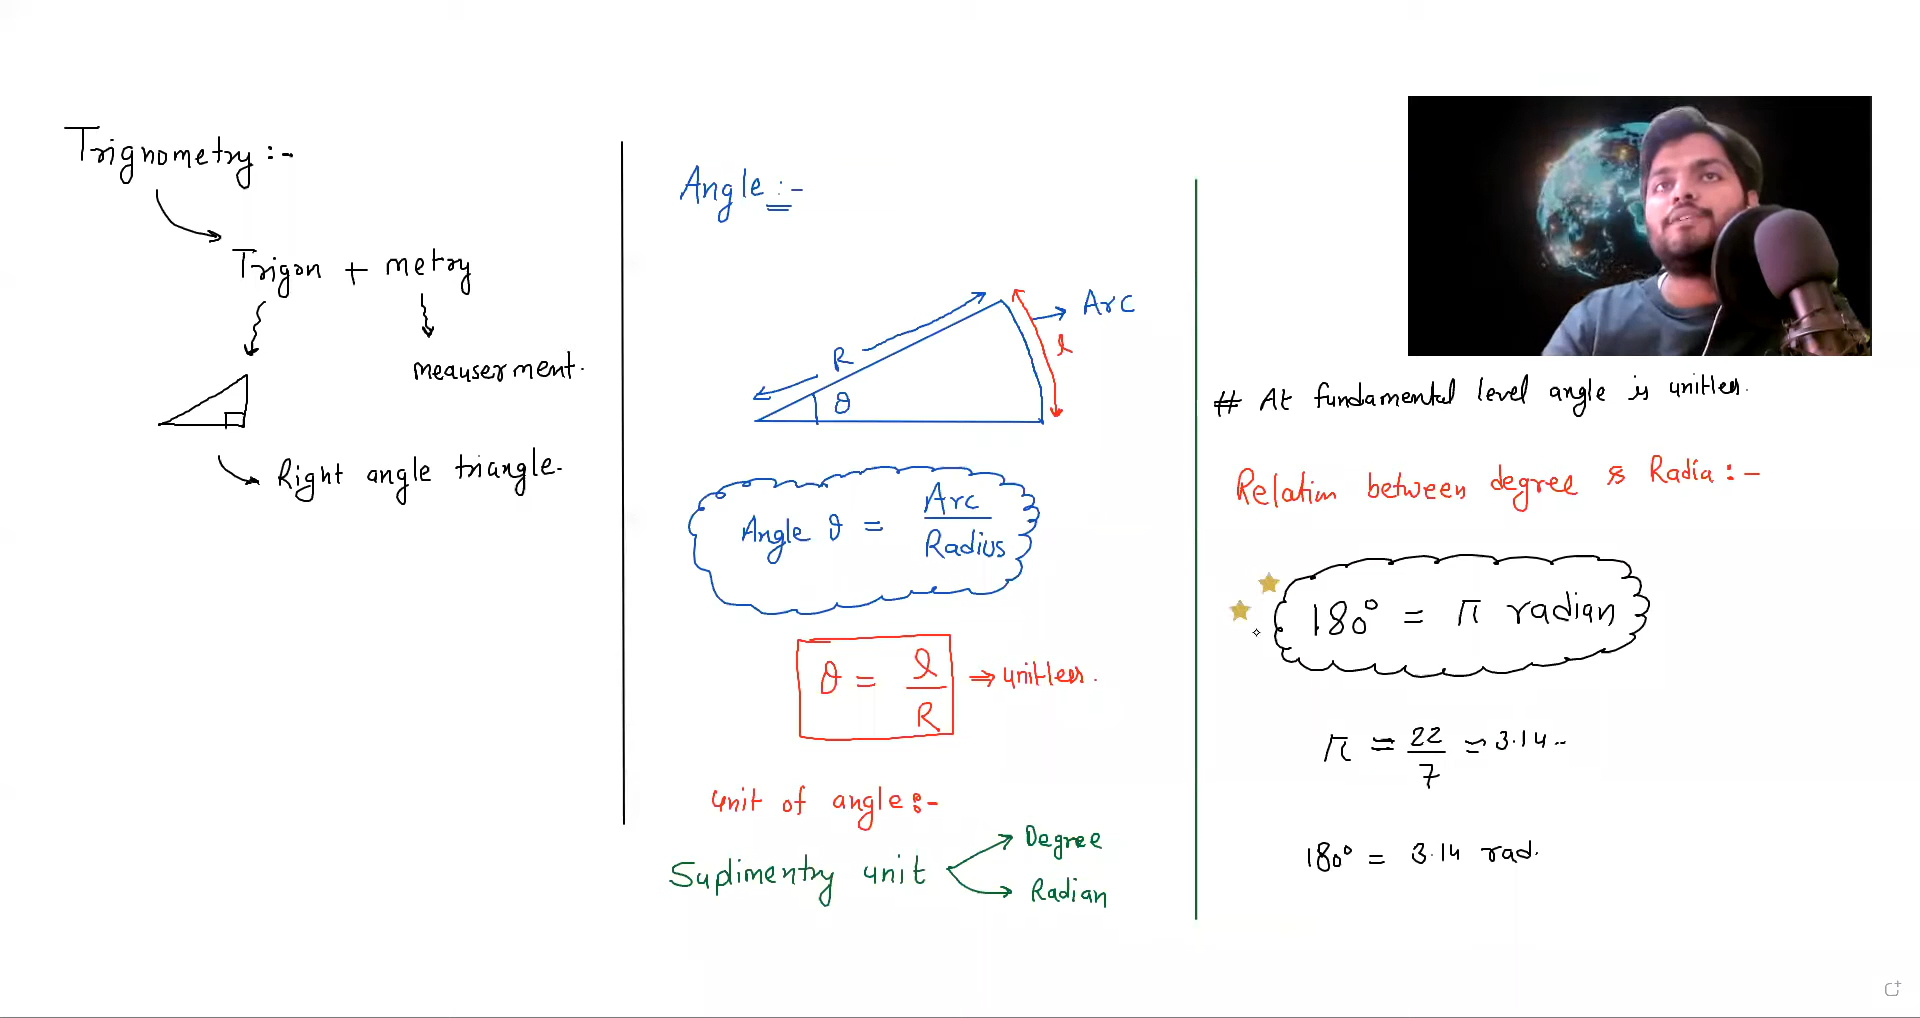 Trignometry :-
Trigon + metry
meauserment.
Right angle triangle.
Angle :-
Arc
R
l
θ
Angle θ = Arc / Radius
θ = l / R ⇒ unitless.
unit of angle :-
Suplimentry unit
Degree
Radian
# At fundamental level angle is unitless.
Relation between degree & Radia :-
180° = π radian
π = 22 / 7 ≈ 3.14 --
180° = 3.14 rad.